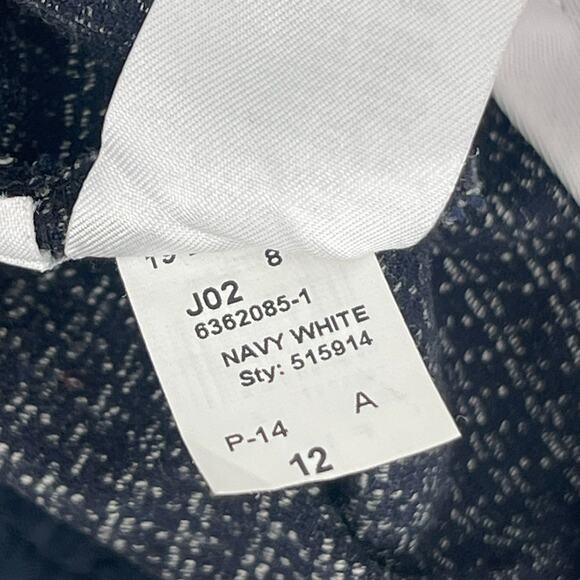 8
J02
6362085-1
NAVY WHITE
Sty: 515914
P-14 A
12